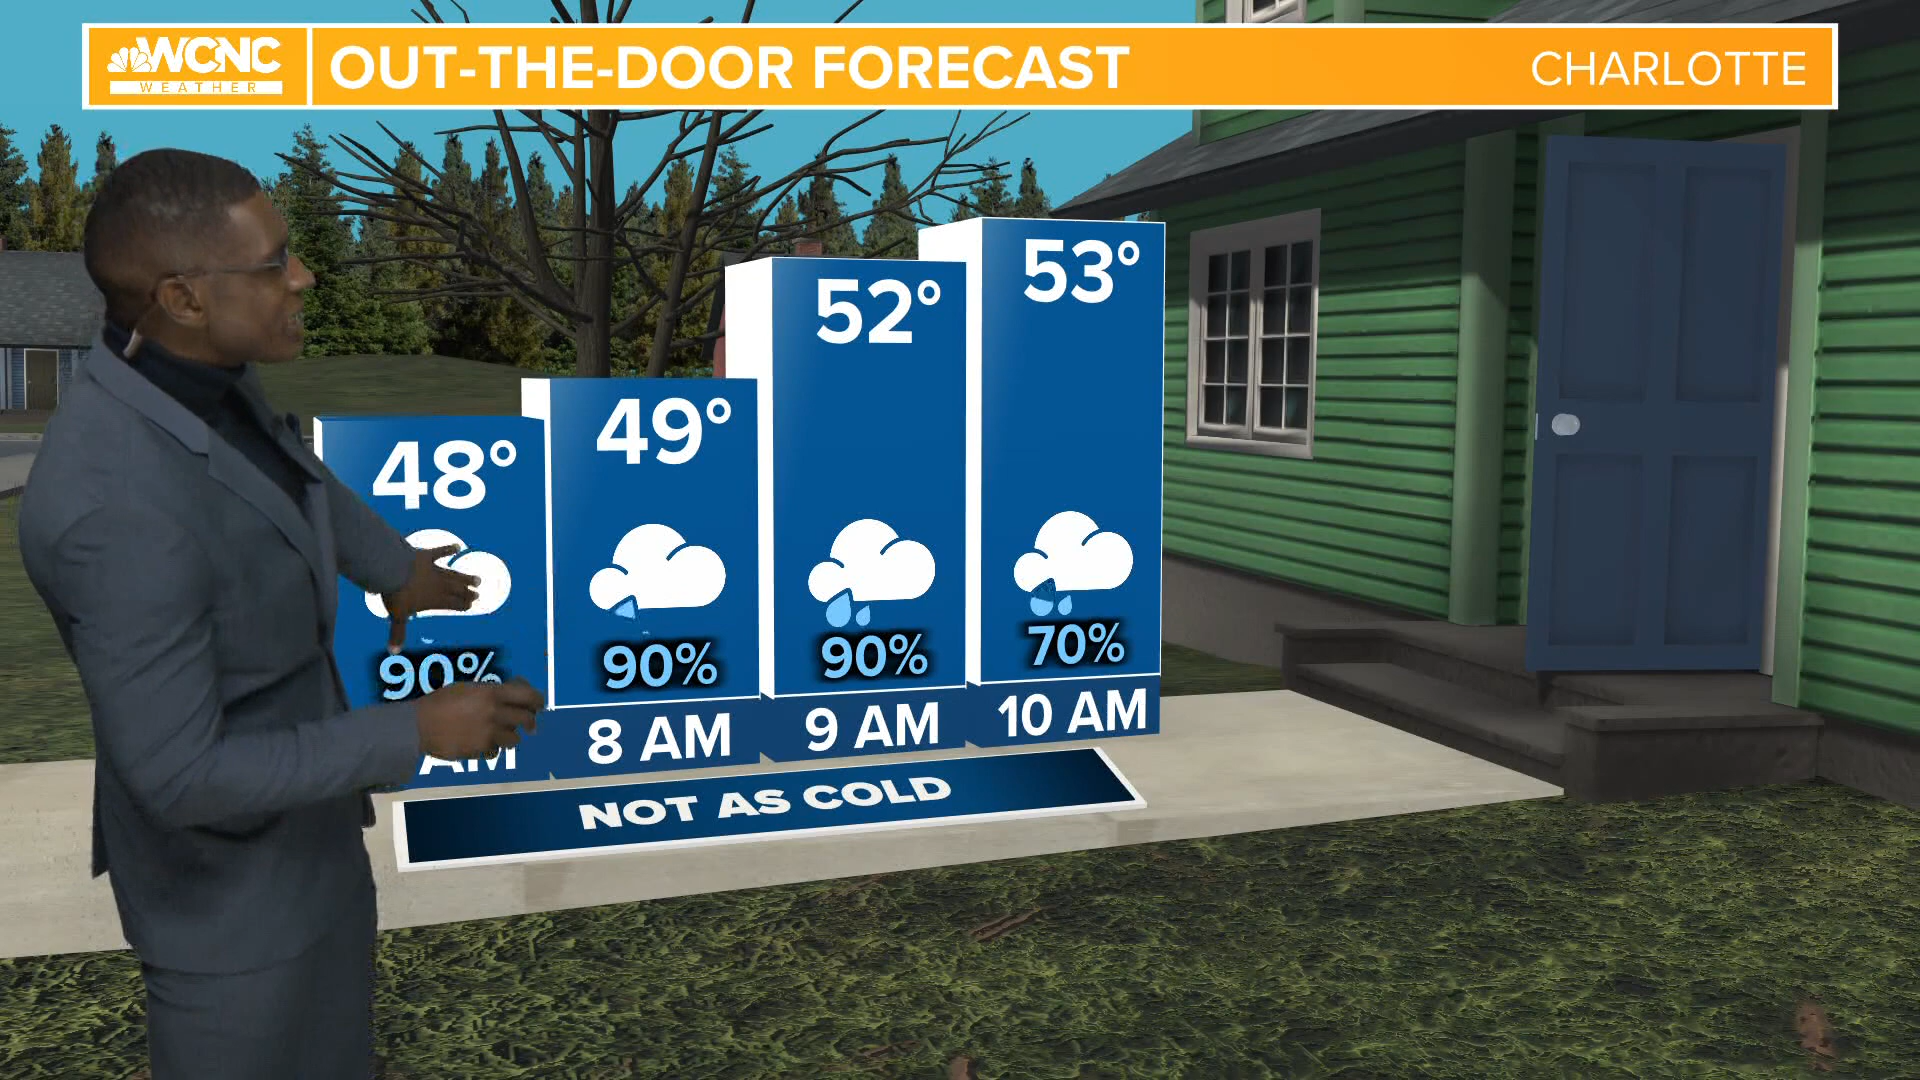 WCNC
WEATHER
OUT-THE-DOOR FORECAST
CHARLOTTE
48° 49° 52° 53°
90% 90% 90% 70%
AM 8 AM 9 AM 10 AM
NOT AS COLD